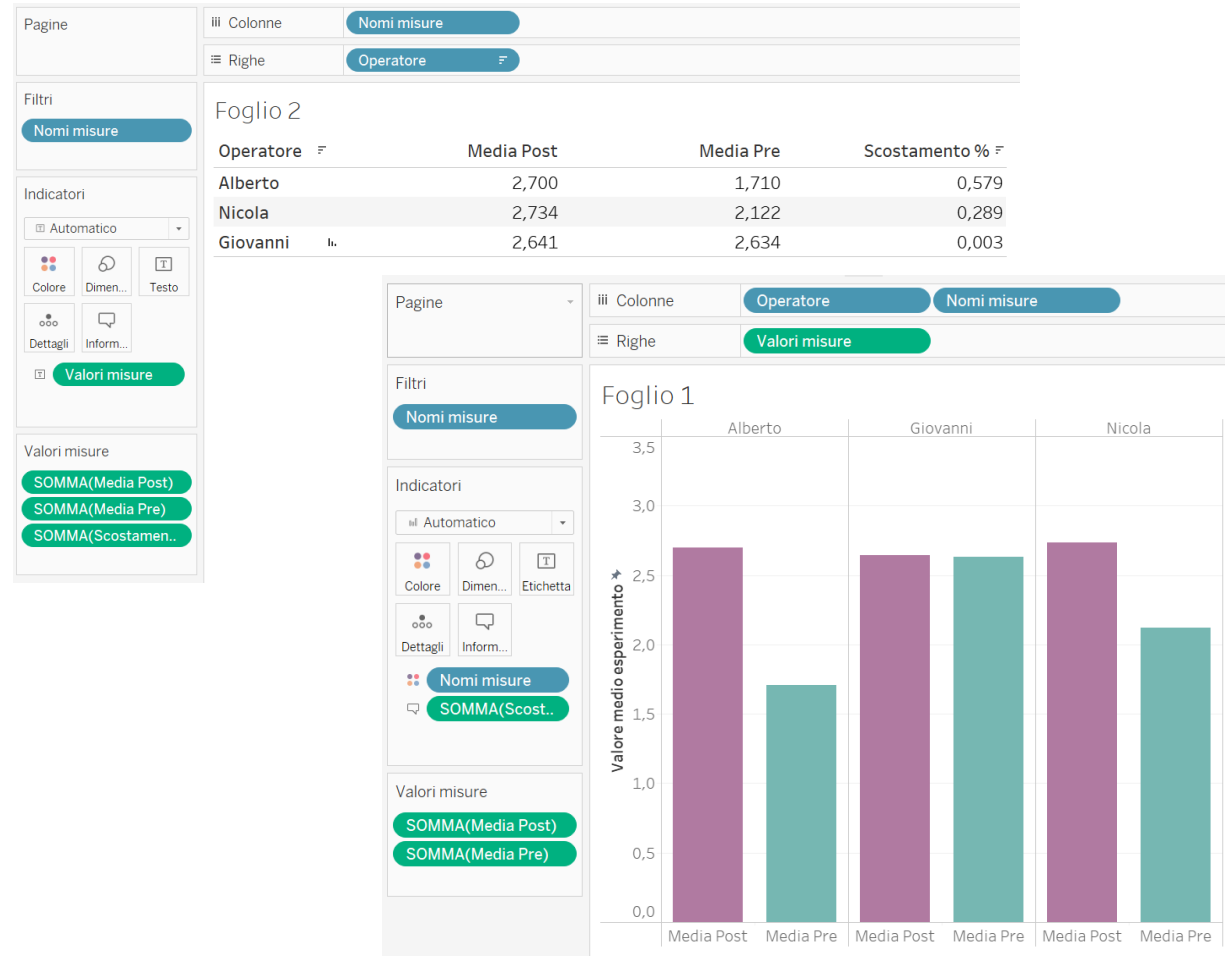 Pagine
Colonne Nomi misure
Righe Operatore
Filtri
Nomi misure
Indicatori
Automatico
Colore Dimen... Testo
Dettagli Inform...
Valori misure
Valori misure
SOMMA(Media Post)
SOMMA(Media Pre)
SOMMA(Scostamen..
Foglio 2
Operatore Media Post Media Pre Scostamento %
Alberto 2,700 1,710 0,579
Nicola 2,734 2,122 0,289
Giovanni 2,641 2,634 0,003
Pagine
Colonne Operatore Nomi misure
Righe Valori misure
Filtri
Nomi misure
Indicatori
Automatico
Colore Dimen... Etichetta
Dettagli Inform...
Nomi misure
SOMMA(Scost..
Valori misure
SOMMA(Media Post)
SOMMA(Media Pre)
Foglio 1
Alberto Giovanni Nicola
3,5
3,0
2,5
2,0
1,5
1,0
0,5
0,0
Valore medio esperimento
Media Post Media Pre Media Post Media Pre Media Post Media Pre